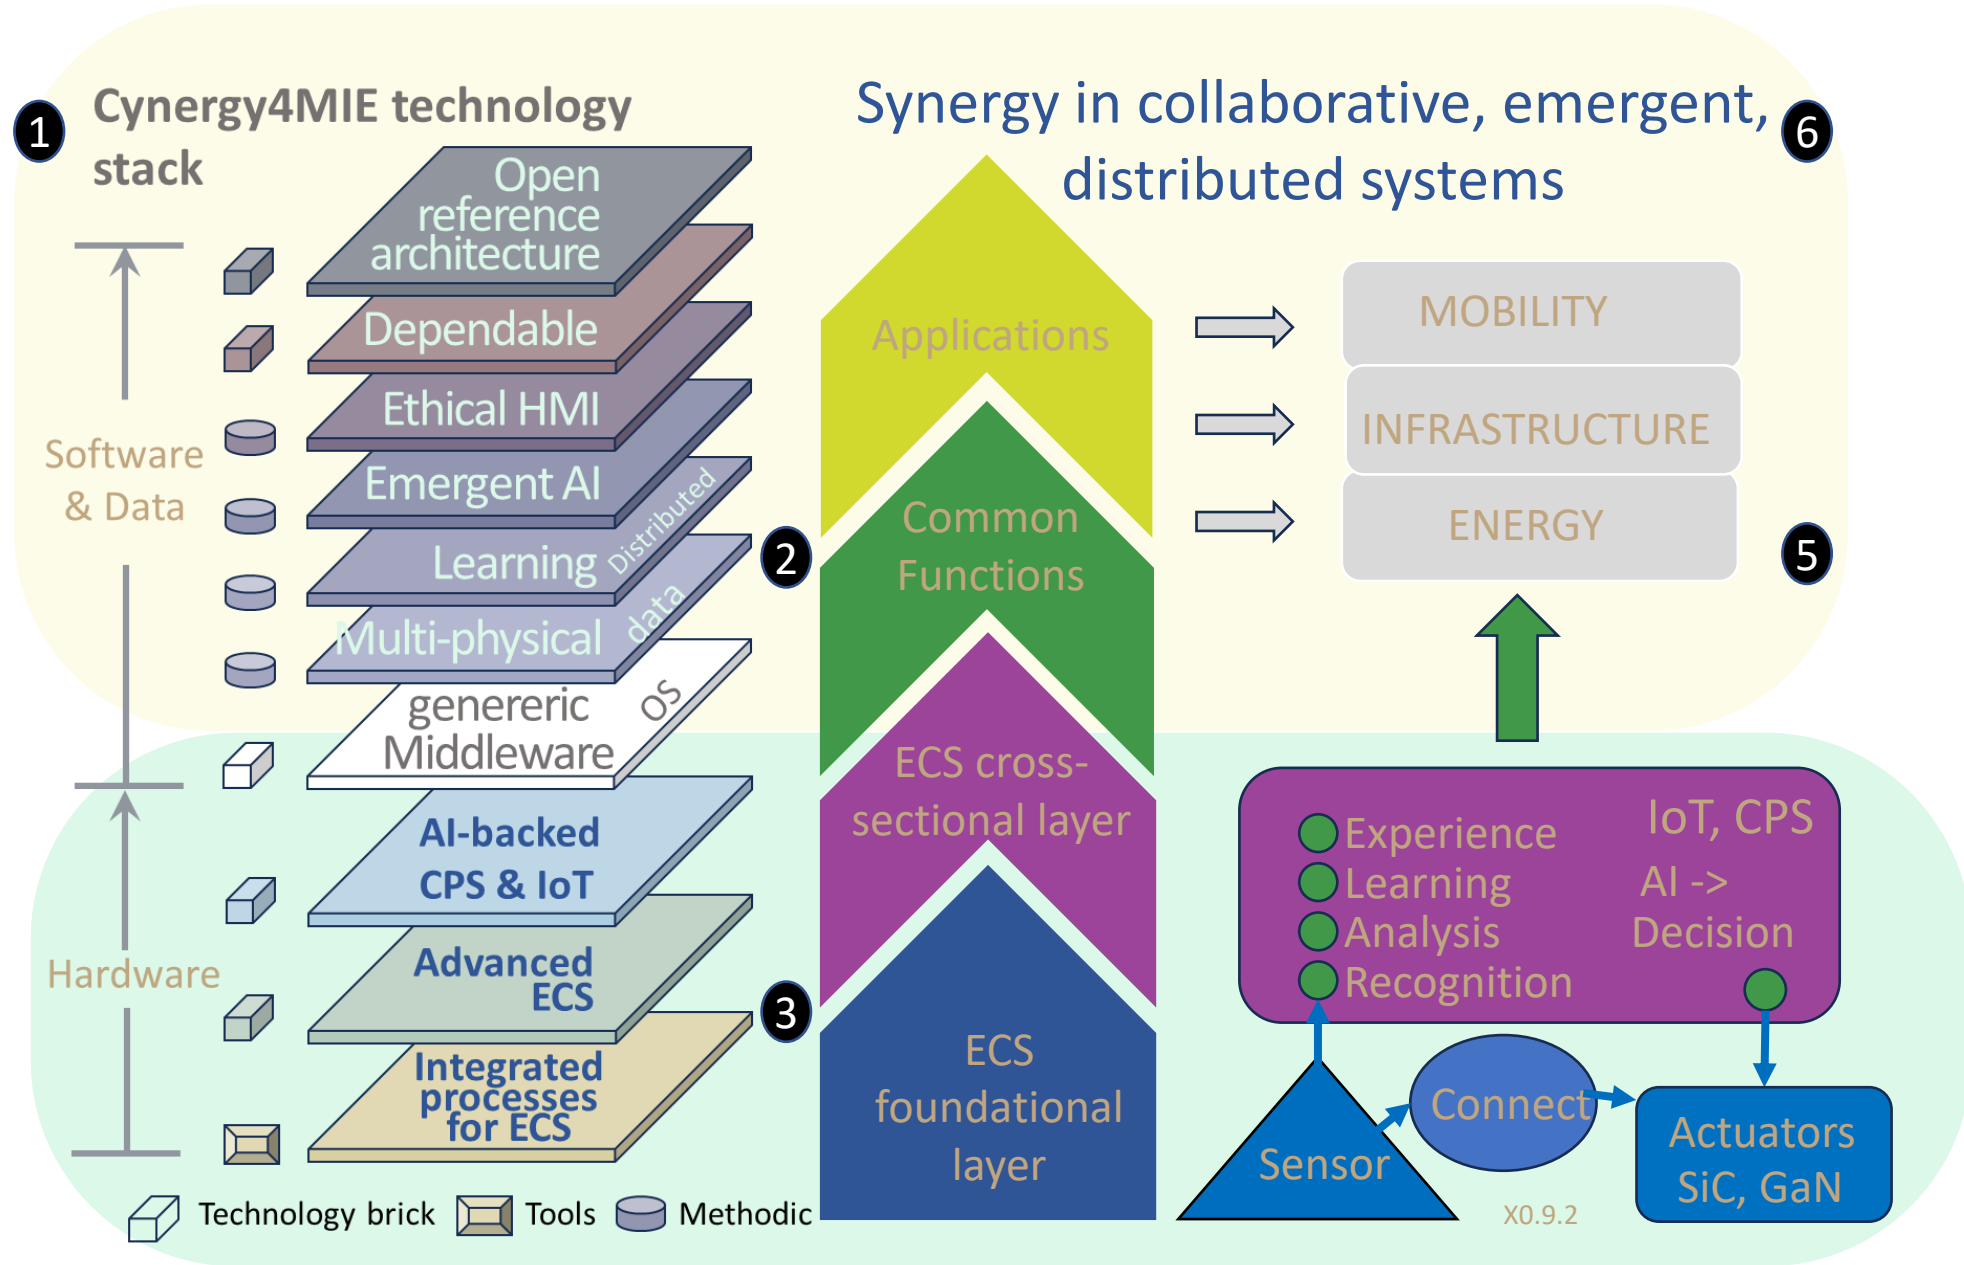 1
Cynergy4MIE technology
stack
Open
reference
architecture
Dependable
Ethical HMI
Emergent AI
Learning
Distributed
Multi-physical
data
genereric
Middleware
OS
AI-backed
CPS & IoT
Advanced
ECS
Integrated
processes
for ECS
Software
& Data
Hardware
Technology brick
Tools
Methodic
2
3
Applications
Common
Functions
ECS cross-
sectional layer
ECS
foundational
layer
Synergy in collaborative, emergent,
distributed systems
6
MOBILITY
INFRASTRUCTURE
ENERGY
5
Experience
Learning
Analysis
Recognition
IoT, CPS
AI ->
Decision
Sensor
Connect
Actuators
SiC, GaN
X0.9.2